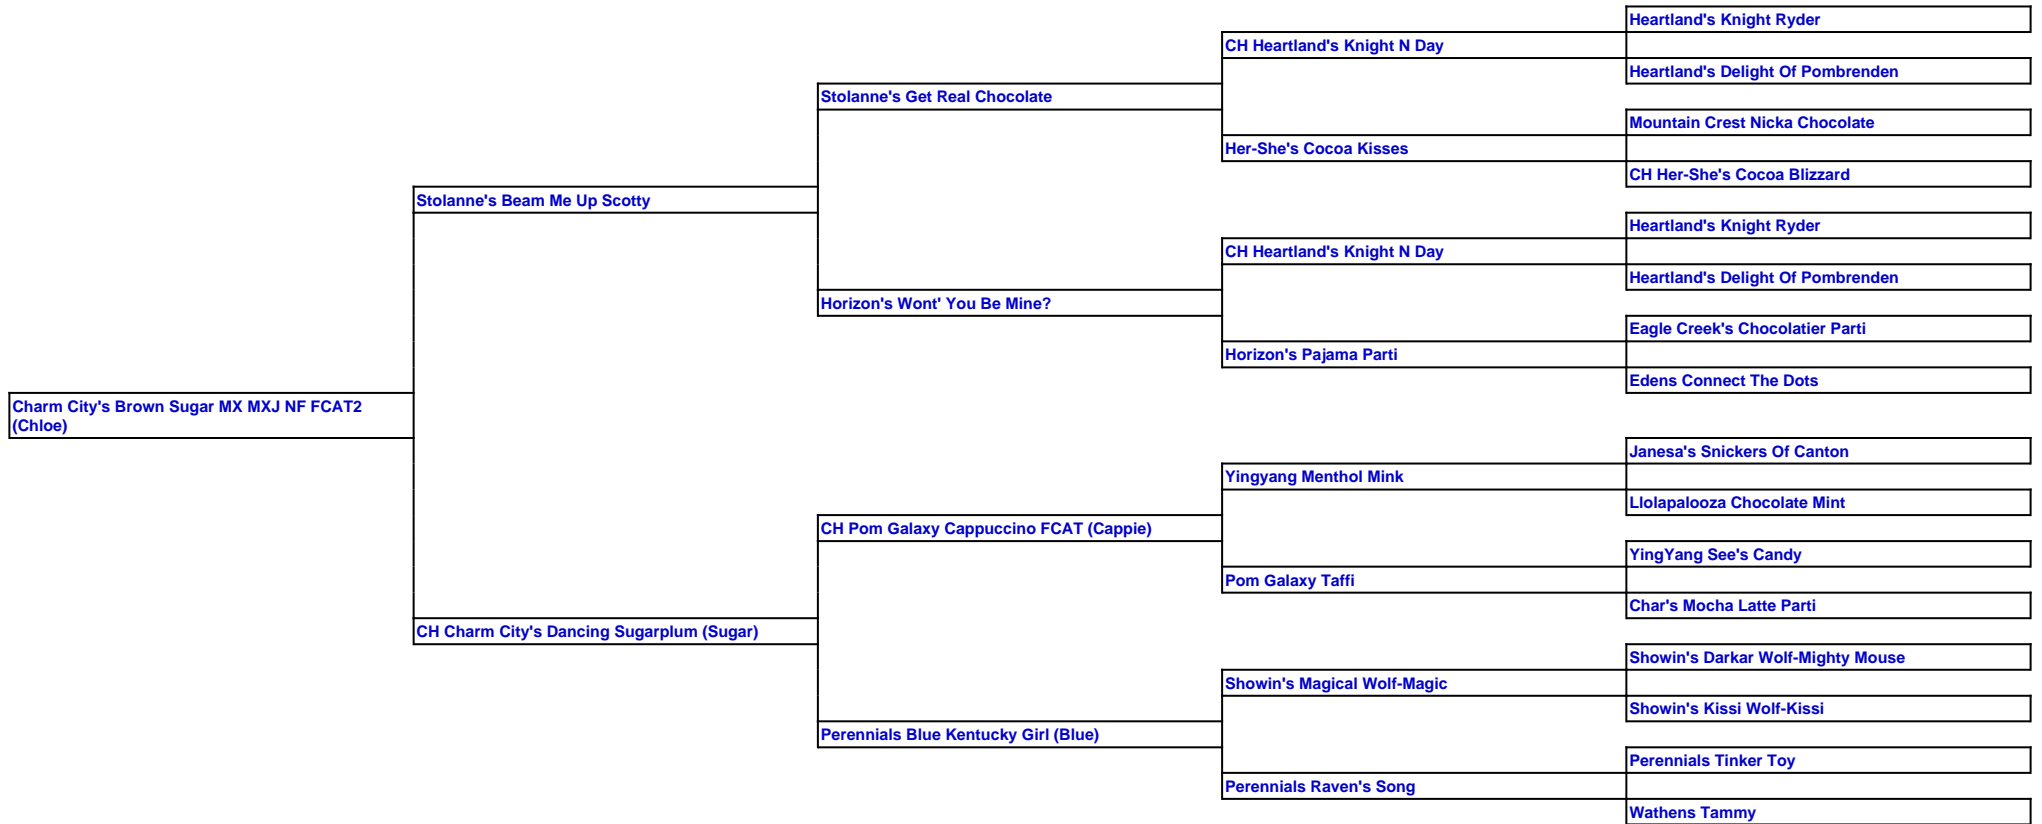 Heartland's Knight Ryder
CH Heartland's Knight N Day
Heartland's Delight Of Pombrenden
Stolanne's Get Real Chocolate
Mountain Crest Nicka Chocolate
Her-She's Cocoa Kisses
CH Her-She's Cocoa Blizzard
Stolanne's Beam Me Up Scotty
Heartland's Knight Ryder
CH Heartland's Knight N Day
Heartland's Delight Of Pombrenden
Horizon's Wont' You Be Mine?
Eagle Creek's Chocolatier Parti
Horizon's Pajama Parti
Edens Connect The Dots
Charm City's Brown Sugar MX MXJ NF FCAT2
(Chloe)
Janesa's Snickers Of Canton
Yingyang Menthol Mink
Llolapalooza Chocolate Mint
CH Pom Galaxy Cappuccino FCAT (Cappie)
YingYang See's Candy
Pom Galaxy Taffi
Char's Mocha Latte Parti
CH Charm City's Dancing Sugarplum (Sugar)
Showin's Darkar Wolf-Mighty Mouse
Showin's Magical Wolf-Magic
Showin's Kissi Wolf-Kissi
Perennials Blue Kentucky Girl (Blue)
Perennials Tinker Toy
Perennials Raven's Song
Wathens Tammy